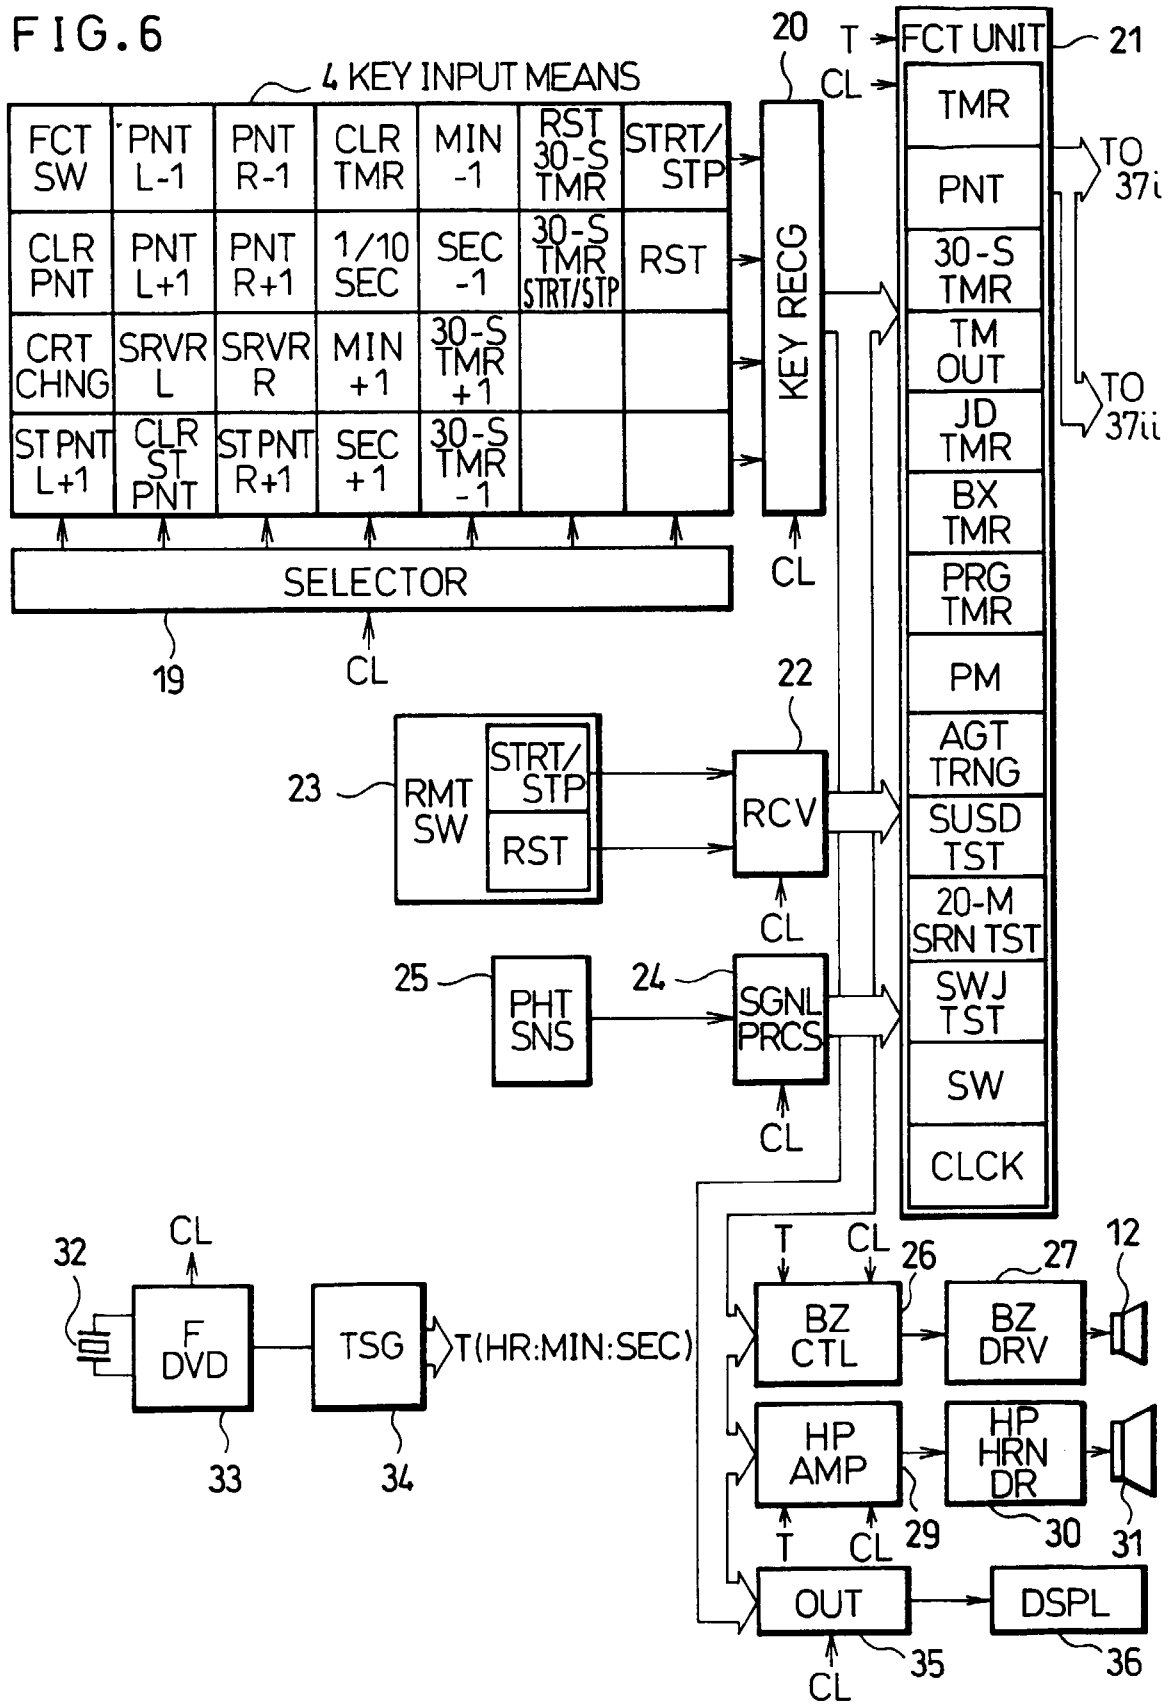 FIG.6
4 KEY INPUT MEANS
FCT SW
PNT L-1
PNT R-1
CLR TMR
MIN -1
RST 30-S TMR
STRT/STP
CLR PNT
PNT L+1
PNT R+1
1/10 SEC
SEC -1
30-S TMR STRT/STP
RST
CRT CHNG
SRVR L
SRVR R
MIN +1
30-S TMR +1
ST PNT L+1
CLR ST PNT
ST PNT R+1
SEC +1
30-S TMR -1
SELECTOR
19
CL
20
KEY RECG
CL
T
CL
FCT UNIT
21
TMR
PNT
30-S TMR
TM OUT
JD TMR
BX TMR
PRG TMR
PM
AGT TRNG
SUSD TST
20-M SRN TST
SWJ TST
SW
CLCK
TO 37i
TO 37ii
23
RMT SW
STRT/STP
RST
22
RCV
CL
25
PHT SNS
24
SGNL PRCS
CL
32
CL
F DVD
33
TSG
34
T(HR:MIN:SEC)
T
CL
26
BZ CTL
27
BZ DRV
12
HP AMP
29
T
CL
HP HRN DR
30
31
OUT
35
CL
DSPL
36